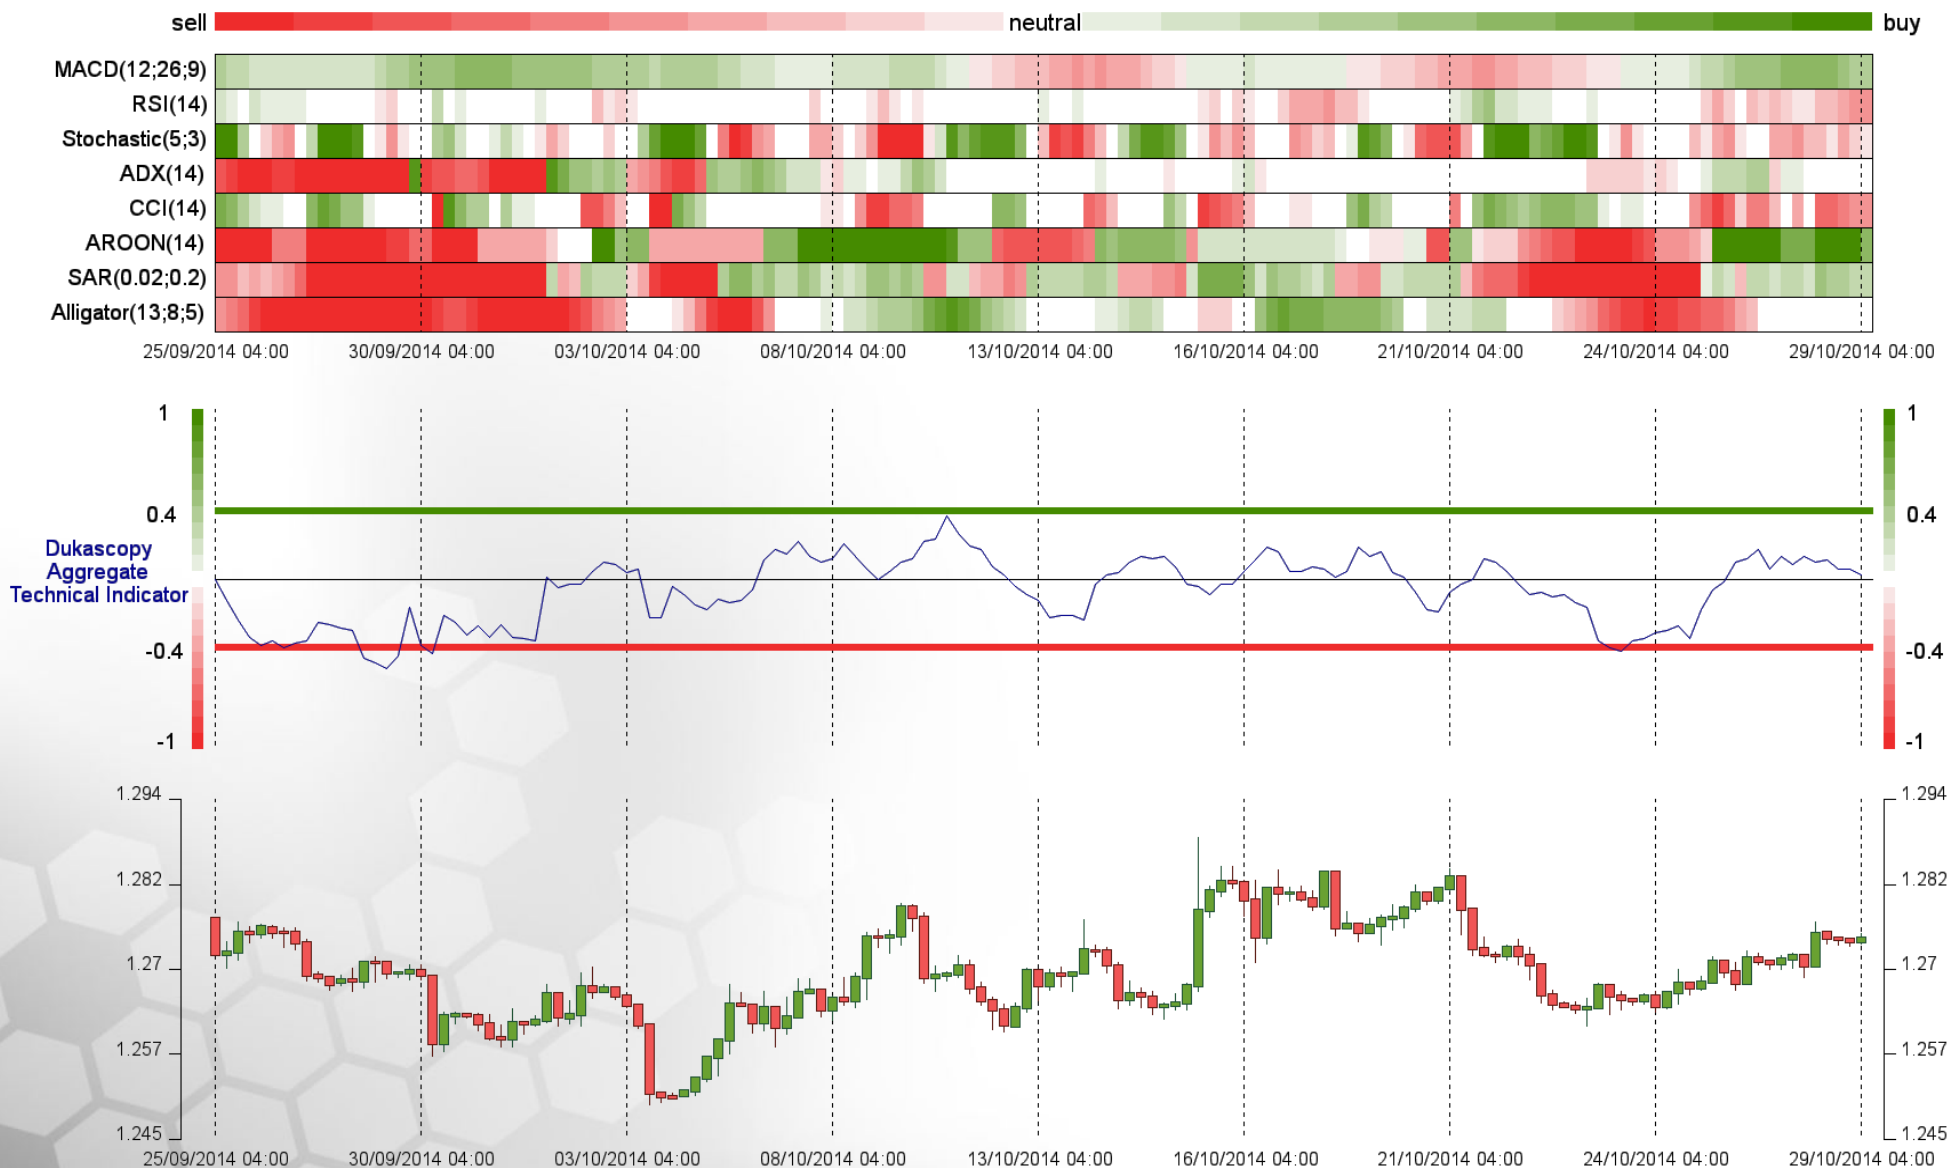 sell neutral buy
MACD(12;26;9)
RSI(14)
Stochastic(5;3)
ADX(14)
CCI(14)
AROON(14)
SAR(0.02;0.2)
Alligator(13;8;5)
25/09/2014 04:00 30/09/2014 04:00 03/10/2014 04:00 08/10/2014 04:00 13/10/2014 04:00 16/10/2014 04:00 21/10/2014 04:00 24/10/2014 04:00 29/10/2014 04:00
1 1
0.4 0.4
Dukascopy
Aggregate
Technical Indicator
-0.4 -0.4
-1 -1
1.294 1.294
1.282 1.282
1.27 1.27
1.257 1.257
1.245 1.245
25/09/2014 04:00 30/09/2014 04:00 03/10/2014 04:00 08/10/2014 04:00 13/10/2014 04:00 16/10/2014 04:00 21/10/2014 04:00 24/10/2014 04:00 29/10/2014 04:00